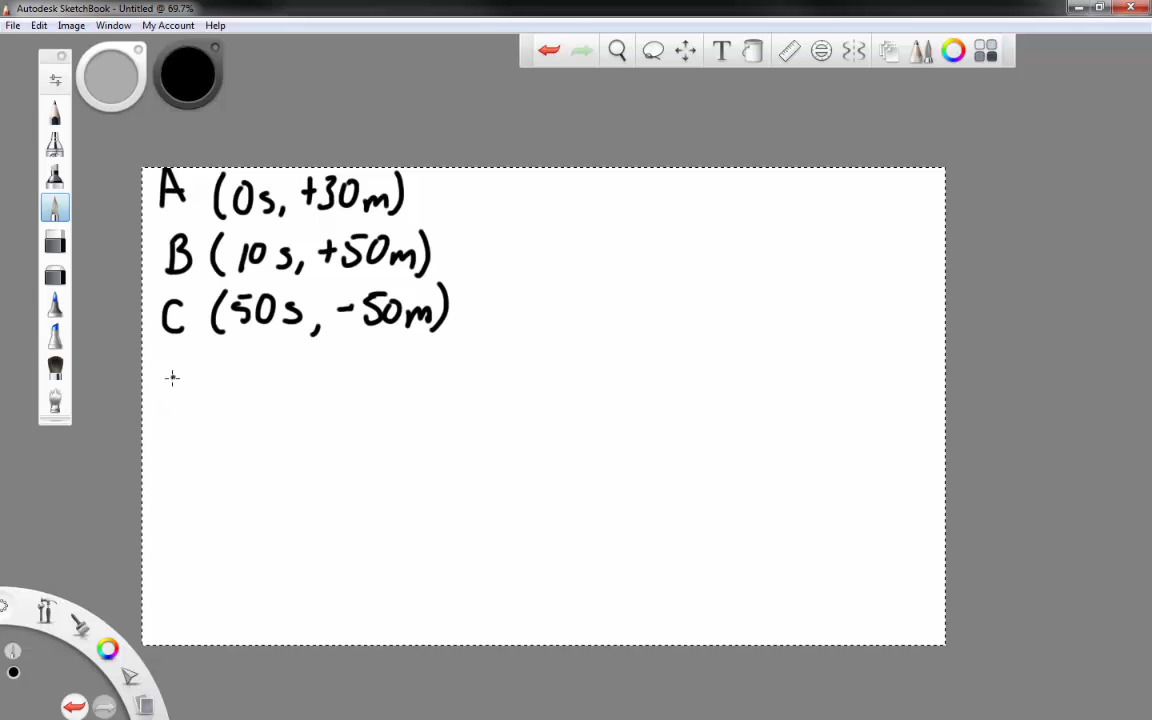 Autodesk SketchBook - Untitled @ 69.7%
File Edit Image Window My Account Help
T
A (0s, +30m)
B (10s, +50m)
C (50s, -50m)